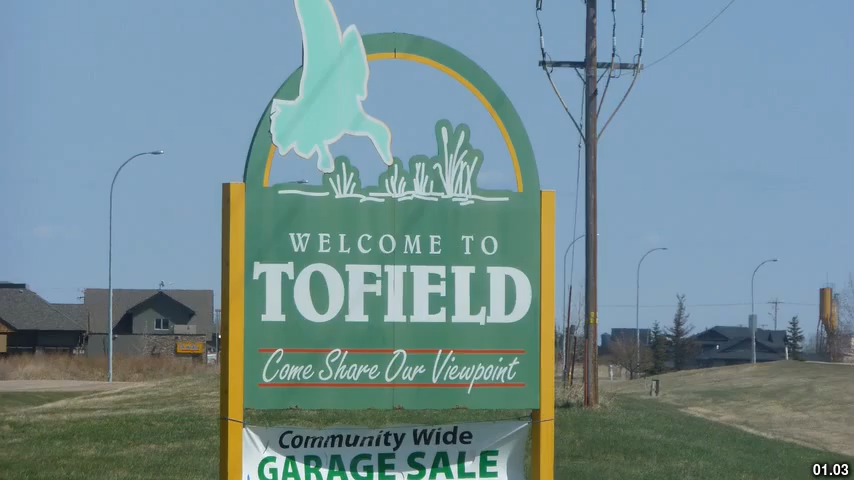 WELCOME TO
TOFIELD
Come Share Our Viewpoint
Community Wide
GARAGE SALE
01.03